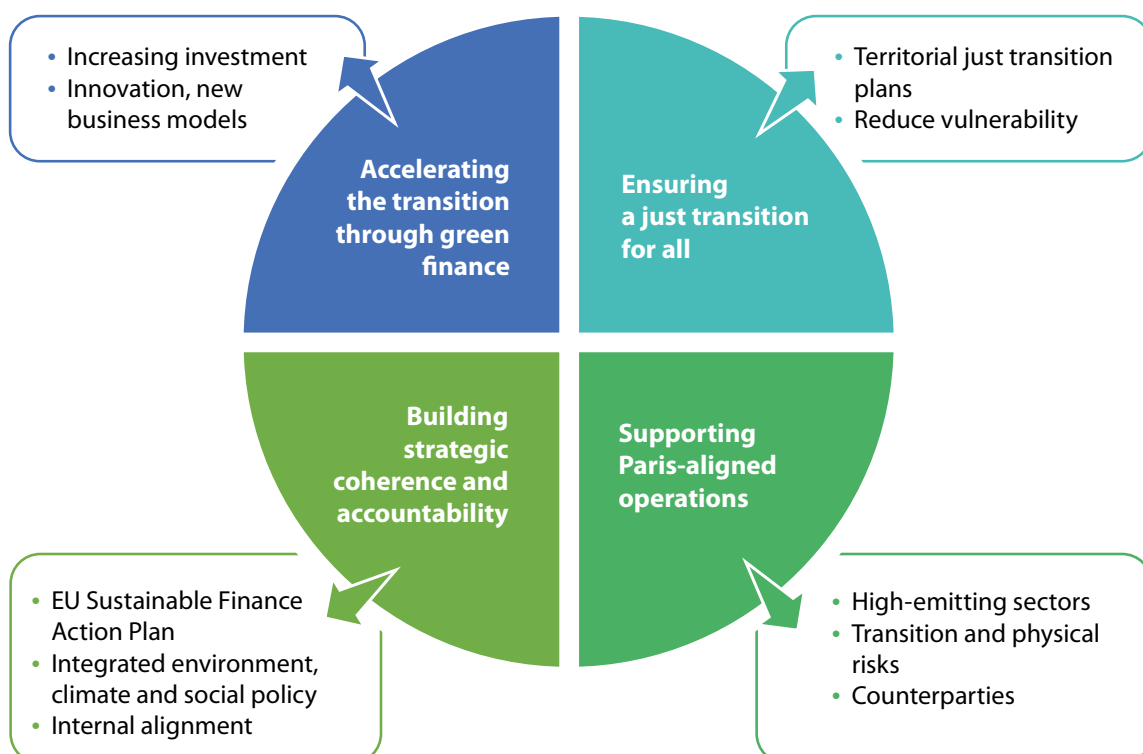 • Increasing investment
• Innovation, new
business models
Accelerating
the transition
through green
finance
• Territorial just transition
plans
• Reduce vulnerability
Ensuring
a just transition
for all
Building
strategic
coherence and
accountability
• EU Sustainable Finance
Action Plan
• Integrated environment,
climate and social policy
• Internal alignment
Supporting
Paris-aligned
operations
• High-emitting sectors
• Transition and physical
risks
• Counterparties